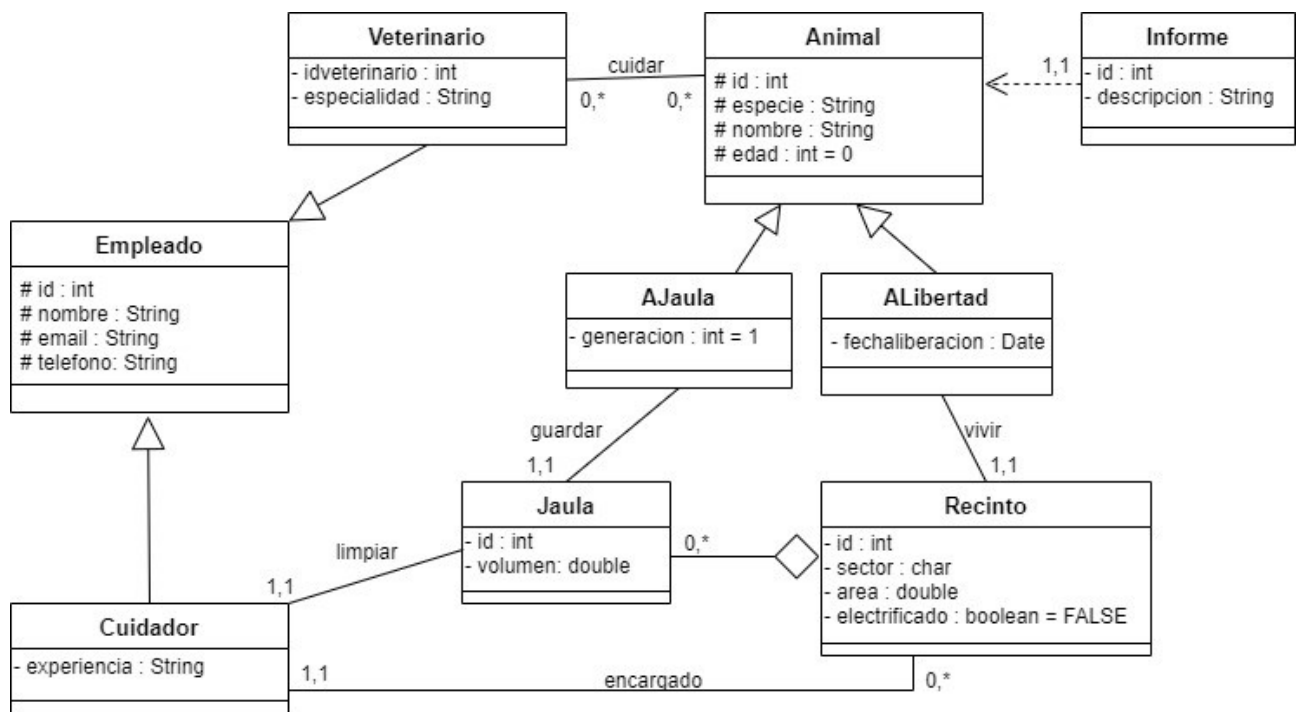 Veterinario
- idveterinario : int
- especialidad : String
cuidar
0,*
0,*
Animal
# id : int
# especie : String
# nombre : String
# edad : int = 0
1,1
Informe
- id : int
- descripcion : String
Empleado
# id : int
# nombre : String
# email : String
# telefono: String
AJaula
- generacion : int = 1
ALibertad
- fechaliberacion : Date
guardar
1,1
vivir
1,1
Jaula
- id : int
- volumen: double
0,*
Recinto
- id : int
- sector : char
- area : double
- electrificado : boolean = FALSE
limpiar
1,1
Cuidador
- experiencia : String
1,1
encargado
0,*